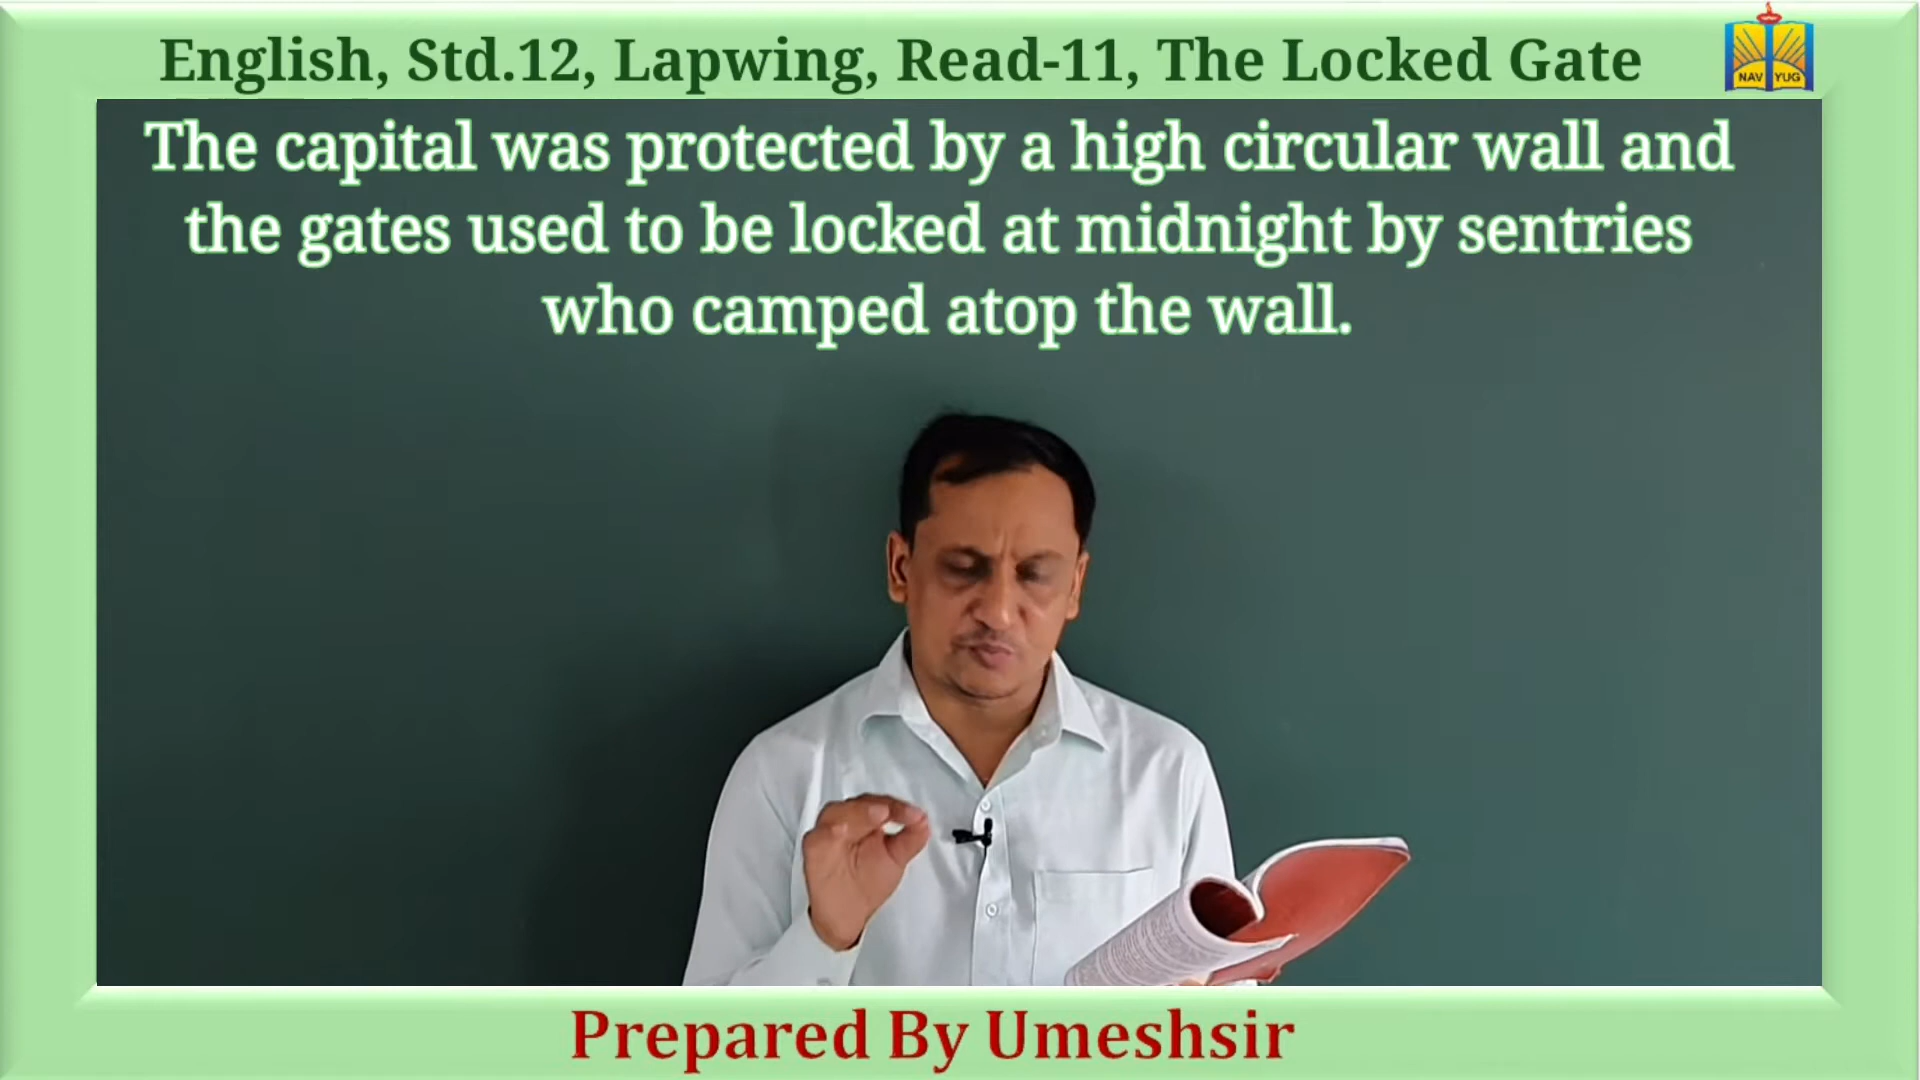 English, Std.12, Lapwing, Read-11, The Locked Gate
NAV YUG
The capital was protected by a high circular wall and
the gates used to be locked at midnight by sentries
who camped atop the wall.
Prepared By Umeshsir